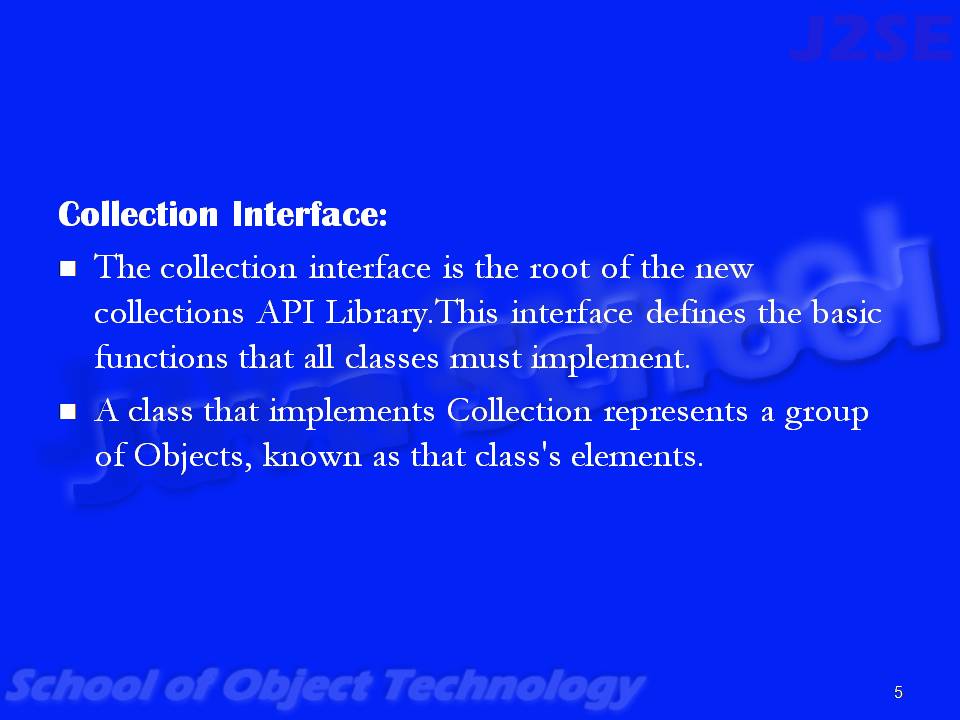 J2SE
Collection Interface:
The collection interface is the root of the new
collections API Library.This interface defines the basic
functions that all classes must implement.
A class that implements Collection represents a group
of Objects, known as that class's elements.
Java School
School of Object Technology
5